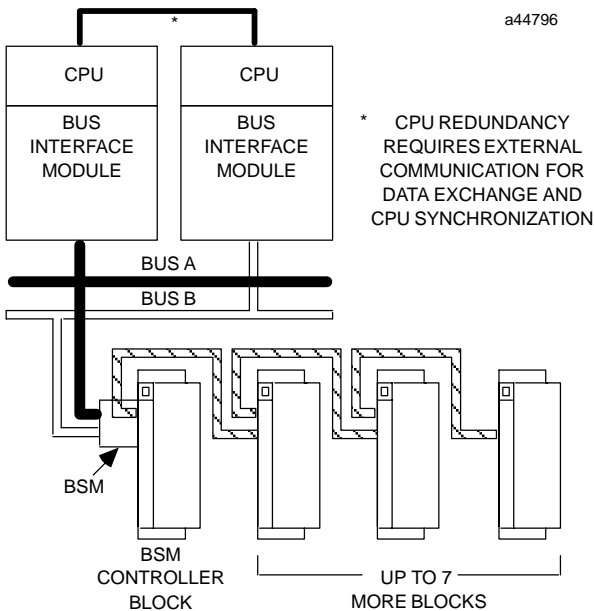 a44796
*
CPU
CPU
BUS
INTERFACE
MODULE
BUS
INTERFACE
MODULE
* CPU REDUNDANCY
REQUIRES EXTERNAL
COMMUNICATION FOR
DATA EXCHANGE AND
CPU SYNCHRONIZATION
BUS A
BUS B
BSM
BSM
CONTROLLER
BLOCK
UP TO 7
MORE BLOCKS